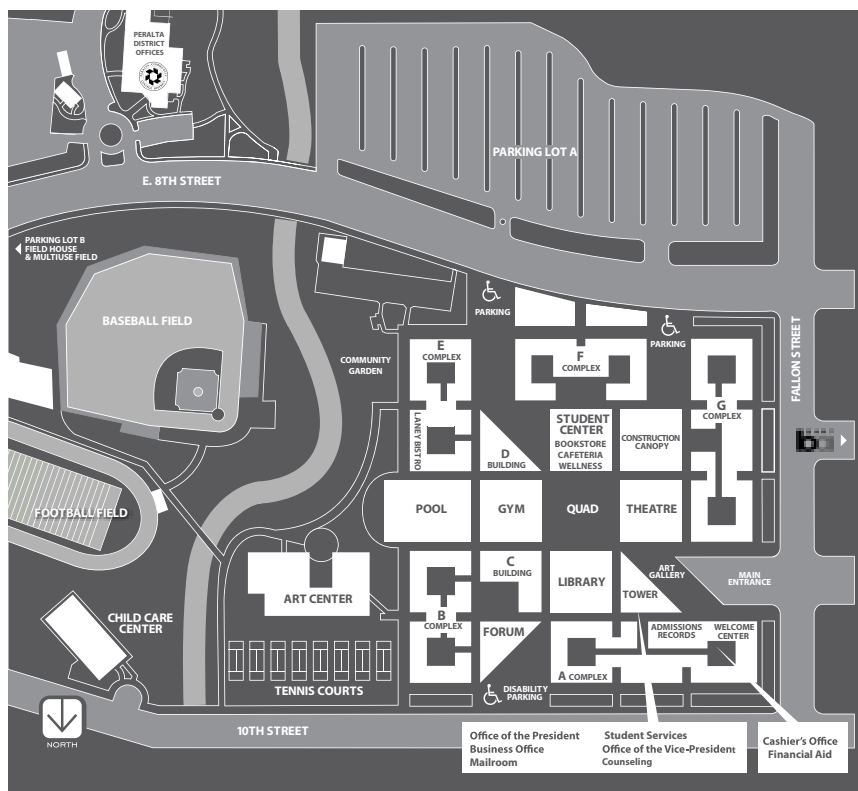 PERALTA
DISTRICT
OFFICES
PARKING LOT A
E. 8TH STREET
PARKING LOT B
FIELD HOUSE
& MULTIUSE FIELD
BASEBALL FIELD
PARKING
PARKING
FALLON STREET
COMMUNITY
GARDEN
E
COMPLEX
F
COMPLEX
G
COMPLEX
LANEY BISTRO
D
BUILDING
STUDENT
CENTER
BOOKSTORE
CAFETERIA
WELLNESS
CONSTRUCTION
CANOPY
FOOTBALL FIELD
POOL
GYM
QUAD
THEATRE
ART CENTER
C
BUILDING
LIBRARY
ART
GALLERY
TOWER
MAIN
ENTRANCE
CHILD CARE
CENTER
B
COMPLEX
FORUM
ADMISSIONS
RECORDS
WELCOME
CENTER
A COMPLEX
TENNIS COURTS
DISABILITY
PARKING
NORTH
10TH STREET
Office of the President
Business Office
Mailroom
Student Services
Office of the Vice-President
Counseling
Cashier's Office
Financial Aid